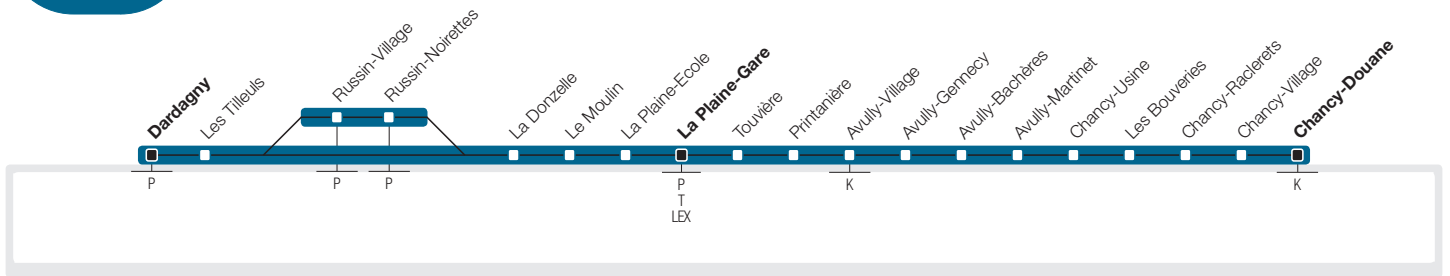 Dardagny
Les Tilleuls
Russin-Village
Russin-Noirettes
La Donzelle
Le Moulin
La Plaine-Ecole
La Plaine-Gare
Touvière
Printanière
Avully-Village
Avully-Gennecy
Avully-Bachères
Avully-Martinet
Chancy-Usine
Les Bouveries
Chancy-Raclerets
Chancy-Village
Chancy-Douane
P
P
P
P
T
LEX
K
K